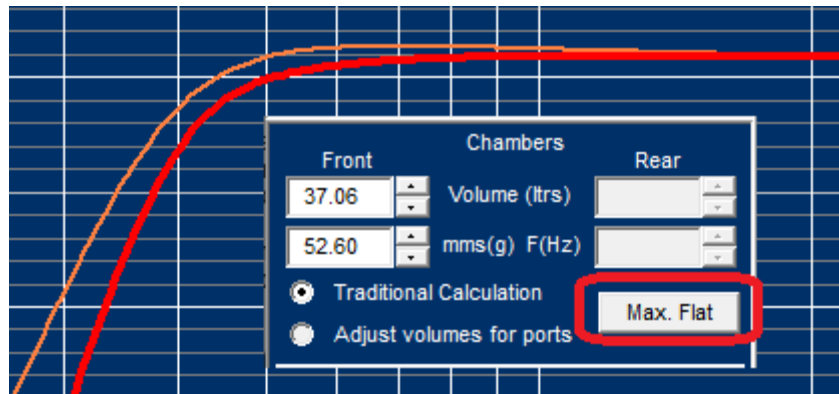 Chambers
Front Rear
37.06 Volume (ltrs)
52.60 mms(g) F(Hz)
Traditional Calculation
Max. Flat
Adjust volumes for ports